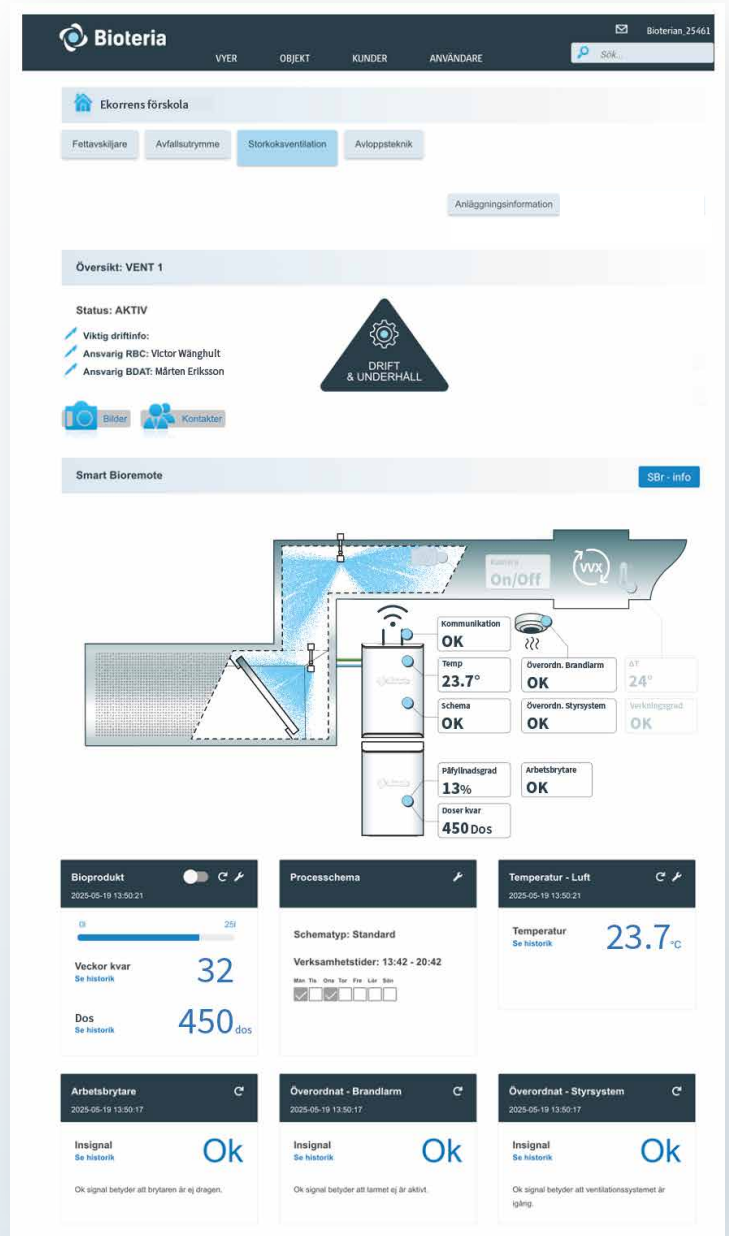 Bioteria
Bioterian_25461
VYER OBJEKT KUNDER ANVÄNDARE
Sök...
Ekorrens förskola
Fettavskiljare Avfallsutrymme Storkoksventilation Avloppsteknik
Anläggningsinformation
Översikt: VENT 1
Status: AKTIV
Viktig driftinfo:
Ansvarig RBC: Victor Wänghult
Ansvarig BDAT: Mårten Eriksson
DRIFT
& UNDERHÅLL
Bilder Kontakter
Smart Bioremote
SBr - info
On/Off
VVX
Kommunikation
OK
Temp
23.7°
Överordn. Brandlarm
OK
ΔT
24°
Schema
OK
Överordn. Styrsystem
OK
Verkningsgrad
OK
Påfyllnadsgrad
13%
Arbetsbrytare
OK
Doser kvar
450 Dos
Bioprodukt
2025-05-19 13:50:21
0l 25l
Veckor kvar
Se historik
32
Dos
Se historik
450 dos
Processchema
Schematyp: Standard
Verksamhetstider: 13:42 - 20:42
Mån Tis Ons Tor Fre Lör Sön
Temperatur - Luft
2025-05-19 13:50:21
Temperatur
Se historik
23.7 °C
Arbetsbrytare
2025-05-19 13:50:17
Insignal
Se historik
Ok
Ok signal betyder att brytaren är ej dragen.
Överordnat - Brandlarm
2025-05-19 13:50:17
Insignal
Se historik
Ok
Ok signal betyder att larmet ej är aktivt.
Överordnat - Styrsystem
2025-05-19 13:50:17
Insignal
Se historik
Ok
Ok signal betyder att ventilationssystemet är
igång.